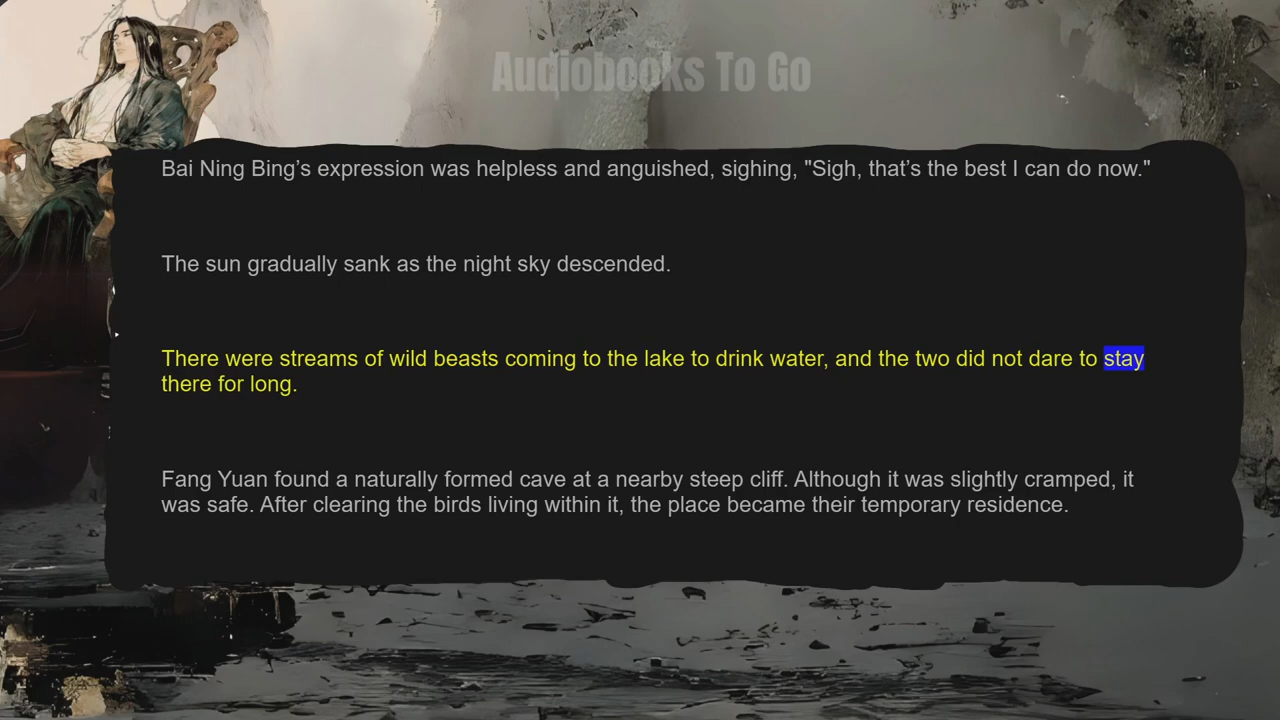 Audiobooks To Go
Bai Ning Bing’s expression was helpless and anguished, sighing, "Sigh, that’s the best I can do now."
The sun gradually sank as the night sky descended.
There were streams of wild beasts coming to the lake to drink water, and the two did not dare to stay
there for long.
Fang Yuan found a naturally formed cave at a nearby steep cliff. Although it was slightly cramped, it
was safe. After clearing the birds living within it, the place became their temporary residence.